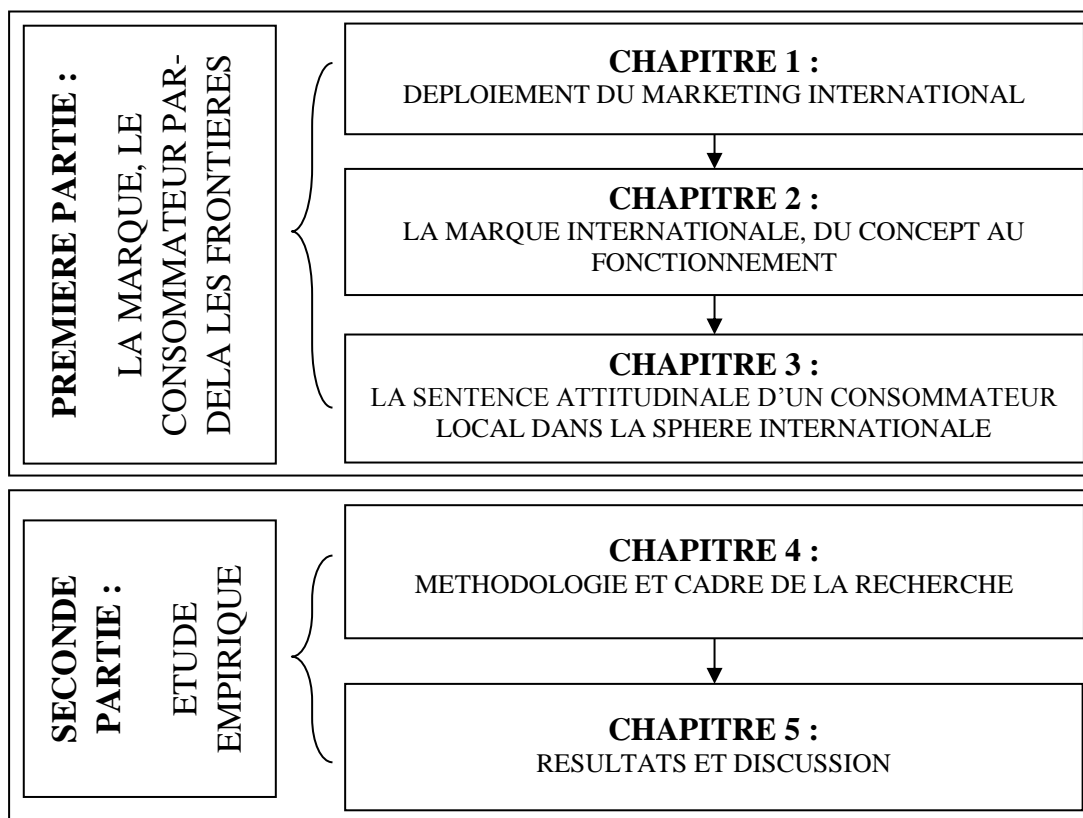 PREMIERE PARTIE :
LA MARQUE, LE
CONSOMMATEUR PAR-
DELA LES FRONTIERES
CHAPITRE 1 :
DEPLOIEMENT DU MARKETING INTERNATIONAL
CHAPITRE 2 :
LA MARQUE INTERNATIONALE, DU CONCEPT AU
FONCTIONNEMENT
CHAPITRE 3 :
LA SENTENCE ATTITUDINALE D’UN CONSOMMATEUR
LOCAL DANS LA SPHERE INTERNATIONALE
SECONDE
PARTIE :
ETUDE
EMPIRIQUE
CHAPITRE 4 :
METHODOLOGIE ET CADRE DE LA RECHERCHE
CHAPITRE 5 :
RESULTATS ET DISCUSSION